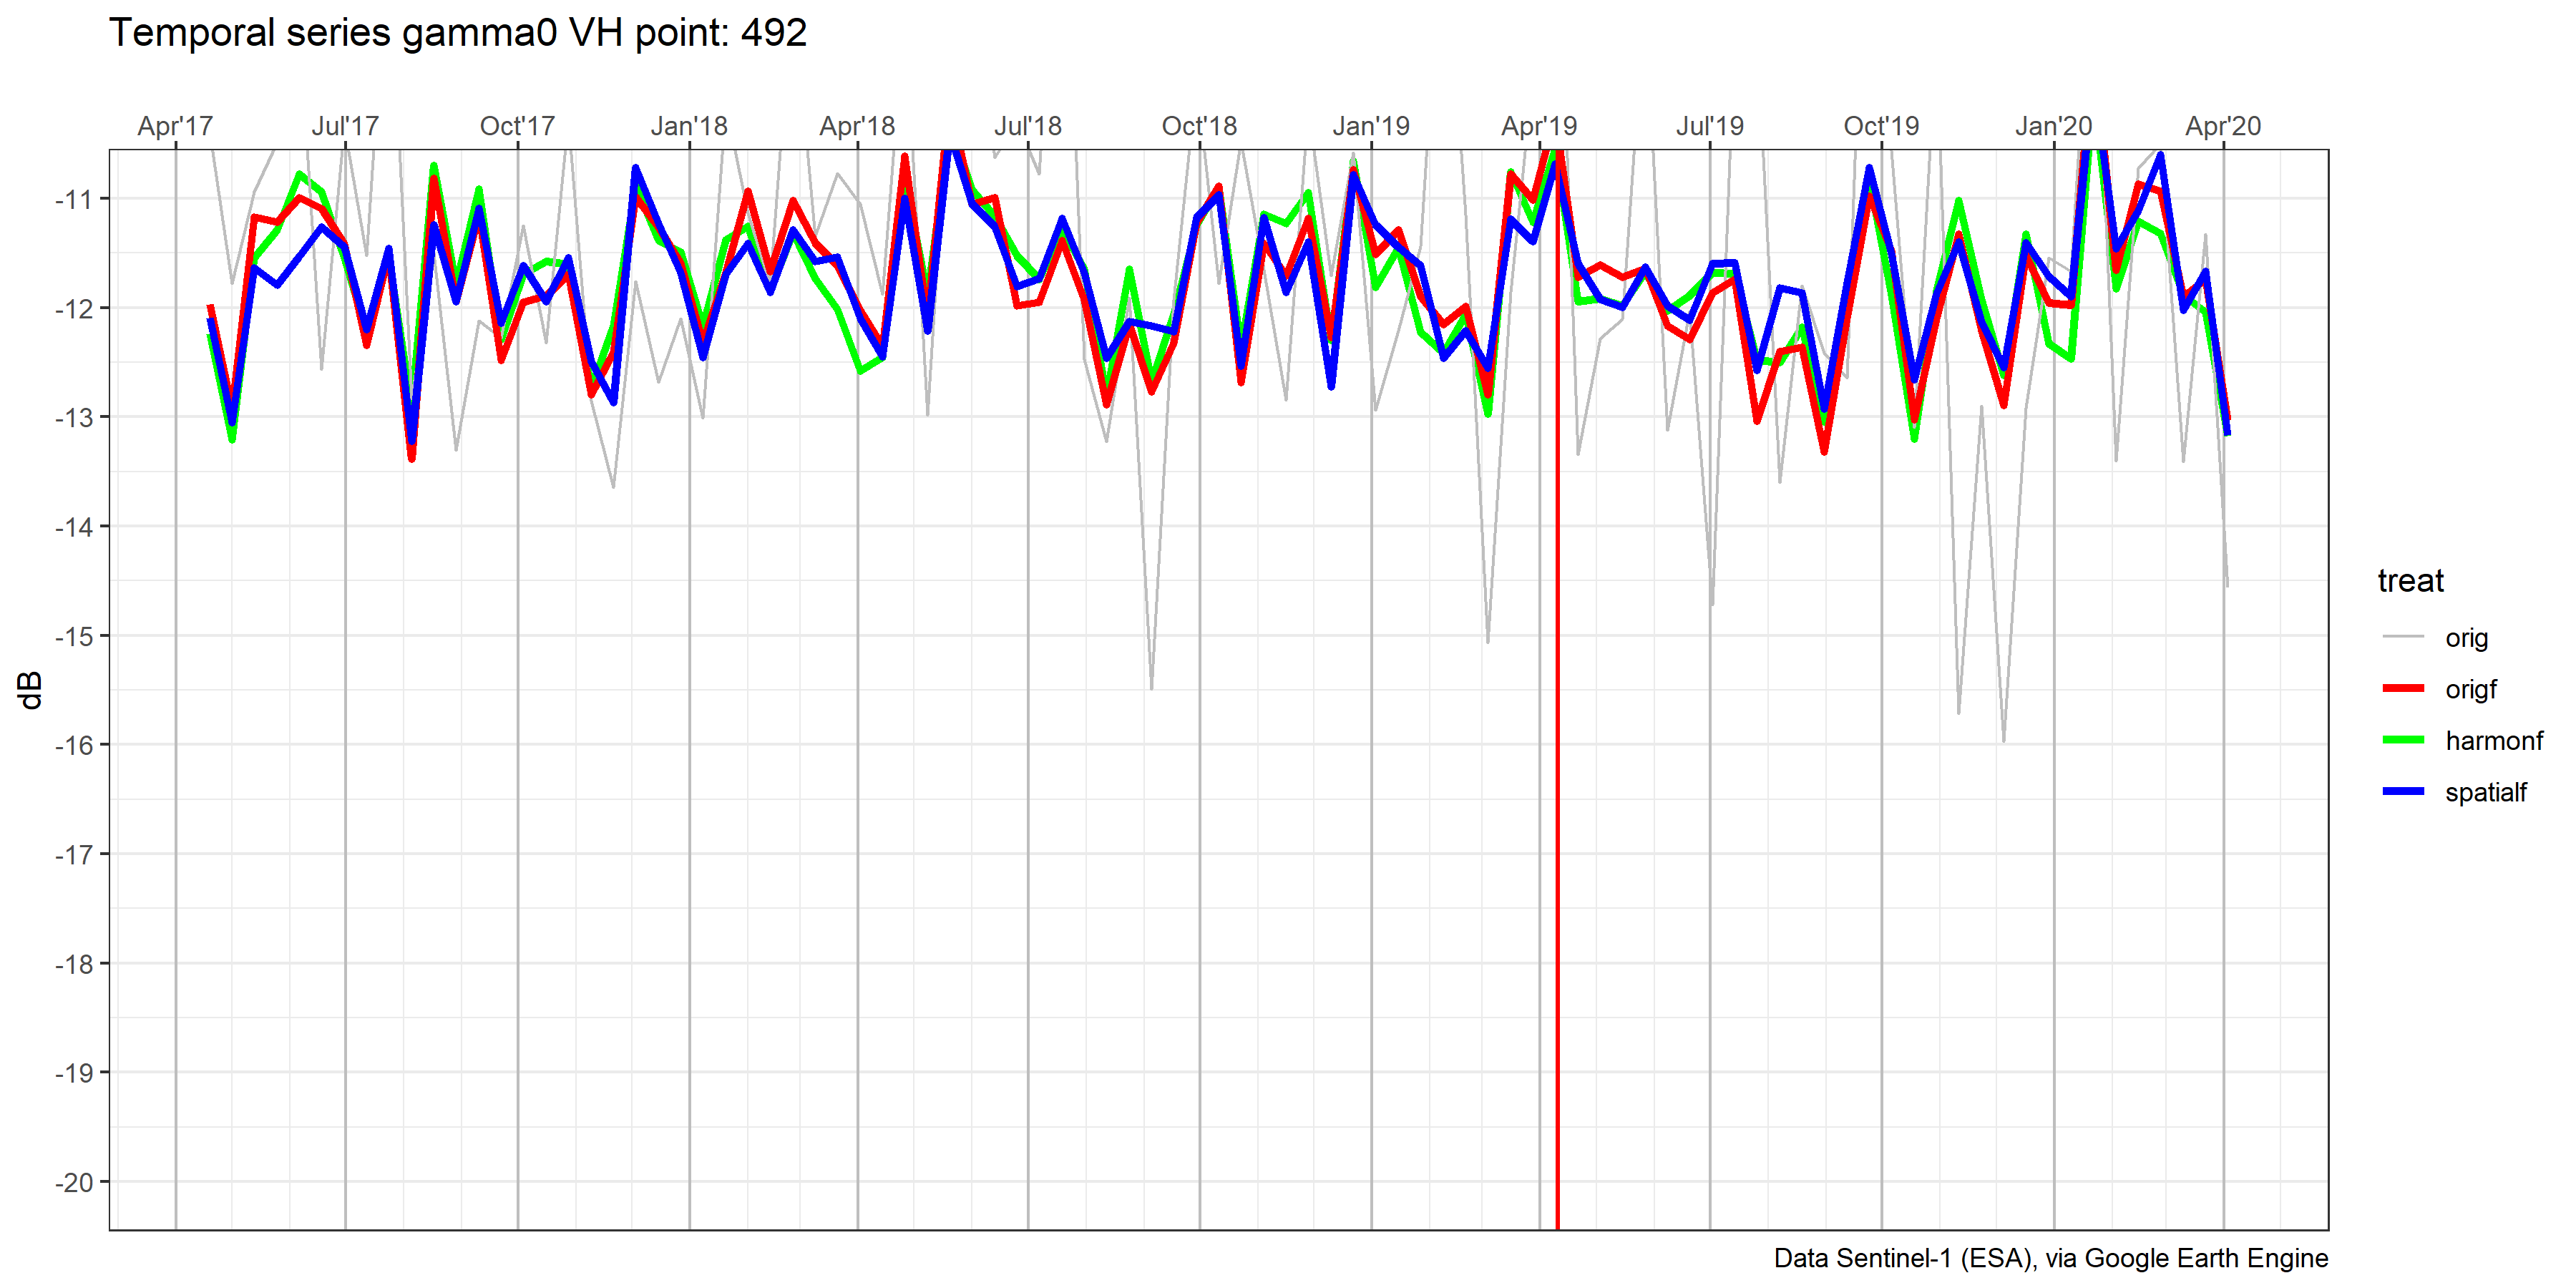 Temporal series gamma0 VH point: 492
Apr'17 Jul'17 Oct'17 Jan'18 Apr'18 Jul'18 Oct'18 Jan'19 Apr'19 Jul'19 Oct'19 Jan'20 Apr'20
-11
-12
-13
-14
-15
-16
-17
-18
-19
-20
dB
treat
orig
origf
harmonf
spatialf
Data Sentinel-1 (ESA), via Google Earth Engine